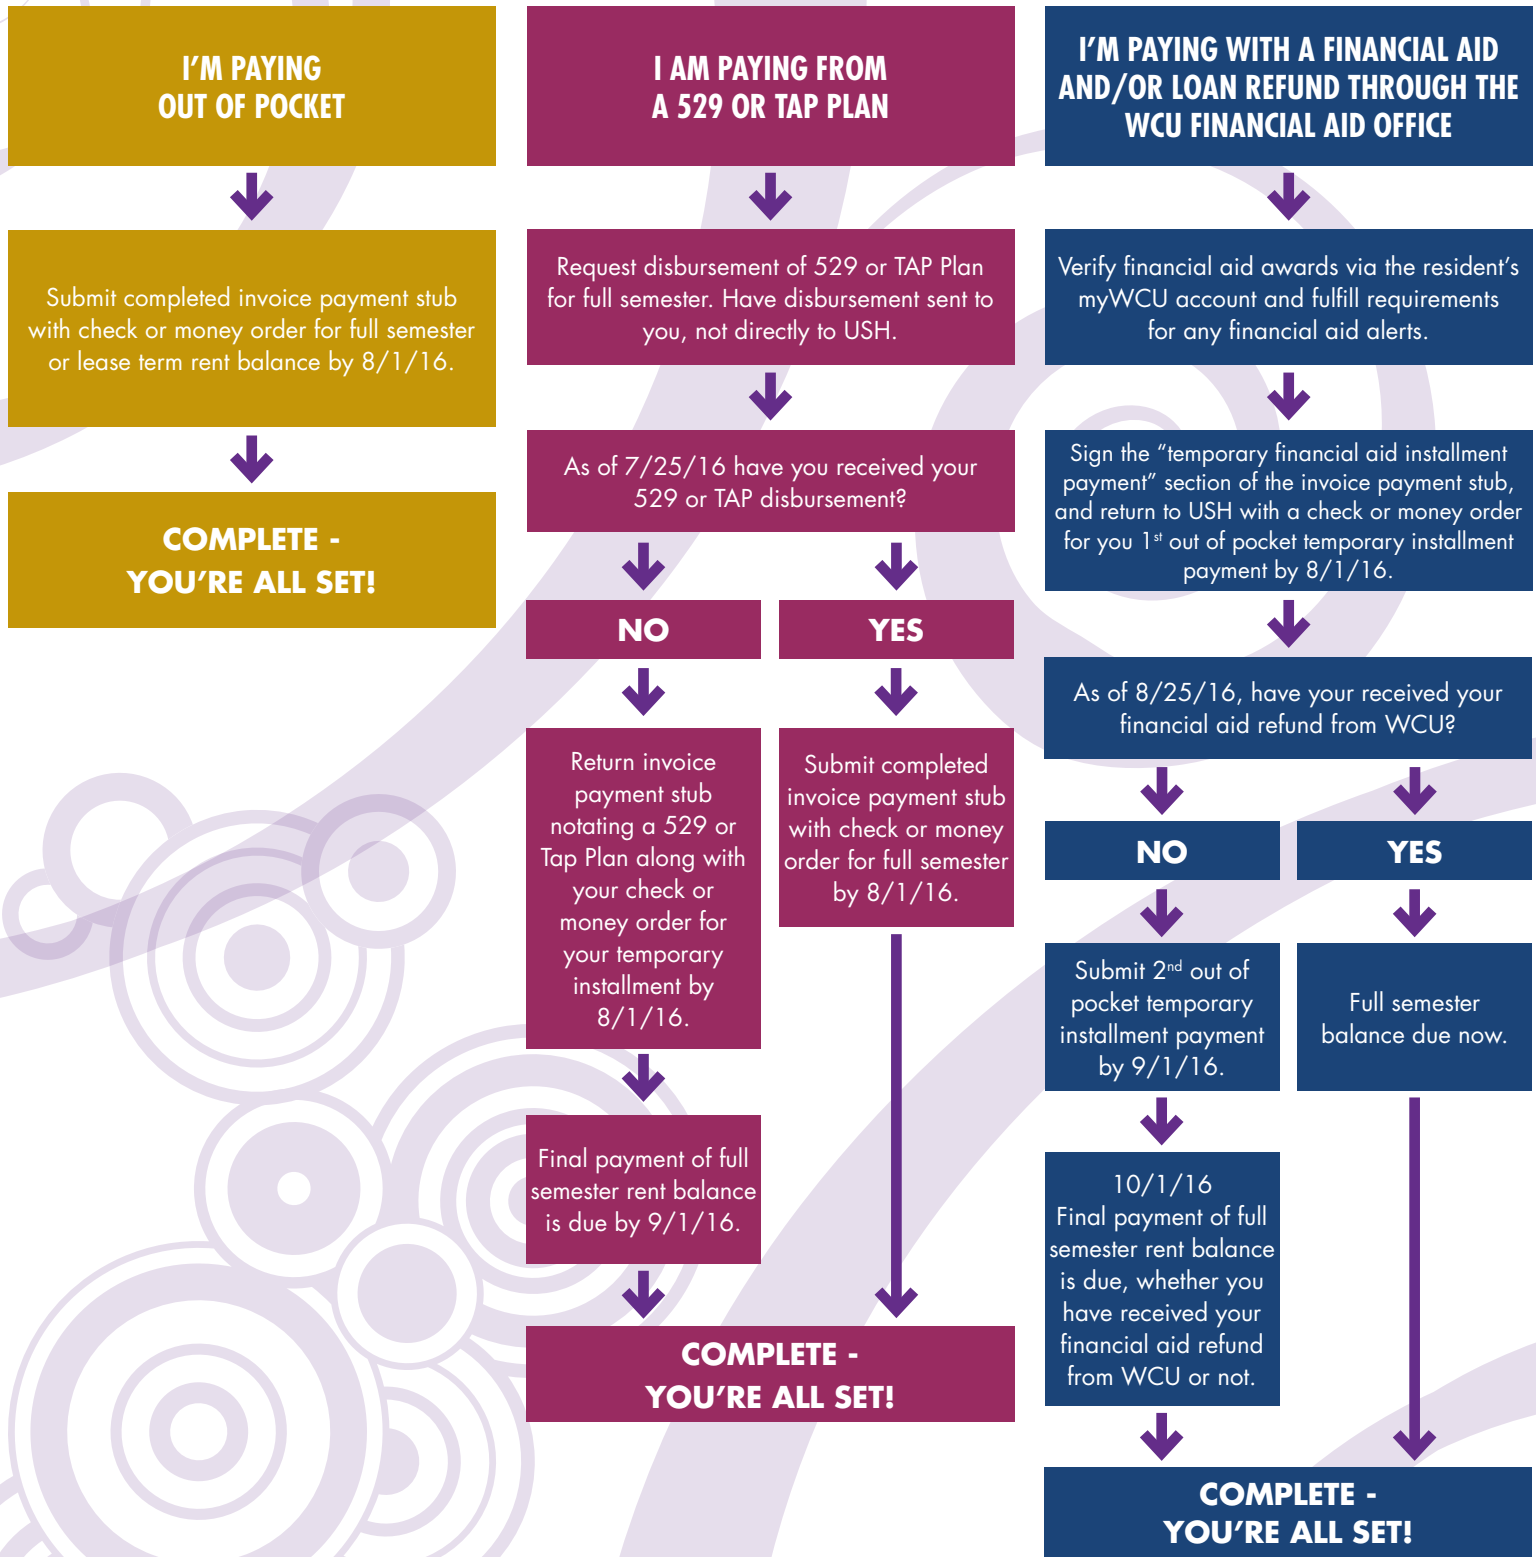 I'M PAYING
OUT OF POCKET
Submit completed invoice payment stub
with check or money order for full semester
or lease term rent balance by 8/1/16.
COMPLETE -
YOU'RE ALL SET!
I AM PAYING FROM
A 529 OR TAP PLAN
Request disbursement of 529 or TAP Plan
for full semester. Have disbursement sent to
you, not directly to USH.
As of 7/25/16 have you received your
529 or TAP disbursement?
NO
Return invoice
payment stub
notating a 529 or
Tap Plan along with
your check or
money order for
your temporary
installment by
8/1/16.
Final payment of full
semester rent balance
is due by 9/1/16.
YES
Submit completed
invoice payment stub
with check or money
order for full semester
by 8/1/16.
COMPLETE -
YOU'RE ALL SET!
I'M PAYING WITH A FINANCIAL AID
AND/OR LOAN REFUND THROUGH THE
WCU FINANCIAL AID OFFICE
Verify financial aid awards via the resident's
myWCU account and fulfill requirements
for any financial aid alerts.
Sign the "temporary financial aid installment
payment" section of the invoice payment stub,
and return to USH with a check or money order
for you 1st out of pocket temporary installment
payment by 8/1/16.
As of 8/25/16, have your received your
financial aid refund from WCU?
NO
Submit 2nd out of
pocket temporary
installment payment
by 9/1/16.
10/1/16
Final payment of full
semester rent balance
is due, whether you
have received your
financial aid refund
from WCU or not.
YES
Full semester
balance due now.
COMPLETE -
YOU'RE ALL SET!